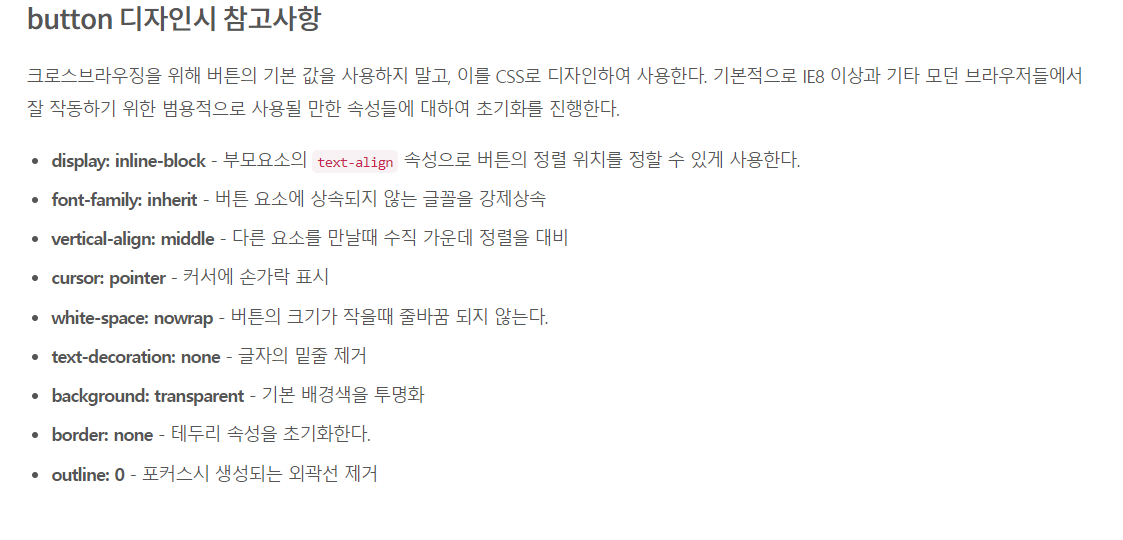 button 디자인시 참고사항
크로스브라우징을 위해 버튼의 기본 값을 사용하지 말고, 이를 CSS로 디자인하여 사용한다. 기본적으로 IE8 이상과 기타 모던 브라우저들에서
잘 작동하기 위한 범용적으로 사용될 만한 속성들에 대하여 초기화를 진행한다.
• display: inline-block - 부모요소의 text-align 속성으로 버튼의 정렬 위치를 정할 수 있게 사용한다.
• font-family: inherit - 버튼 요소에 상속되지 않는 글꼴을 강제상속
• vertical-align: middle - 다른 요소를 만날때 수직 가운데 정렬을 대비
• cursor: pointer - 커서에 손가락 표시
• white-space: nowrap - 버튼의 크기가 작을때 줄바꿈 되지 않는다.
• text-decoration: none - 글자의 밑줄 제거
• background: transparent - 기본 배경색을 투명화
• border: none - 테두리 속성을 초기화한다.
• outline: 0 - 포커스시 생성되는 외곽선 제거